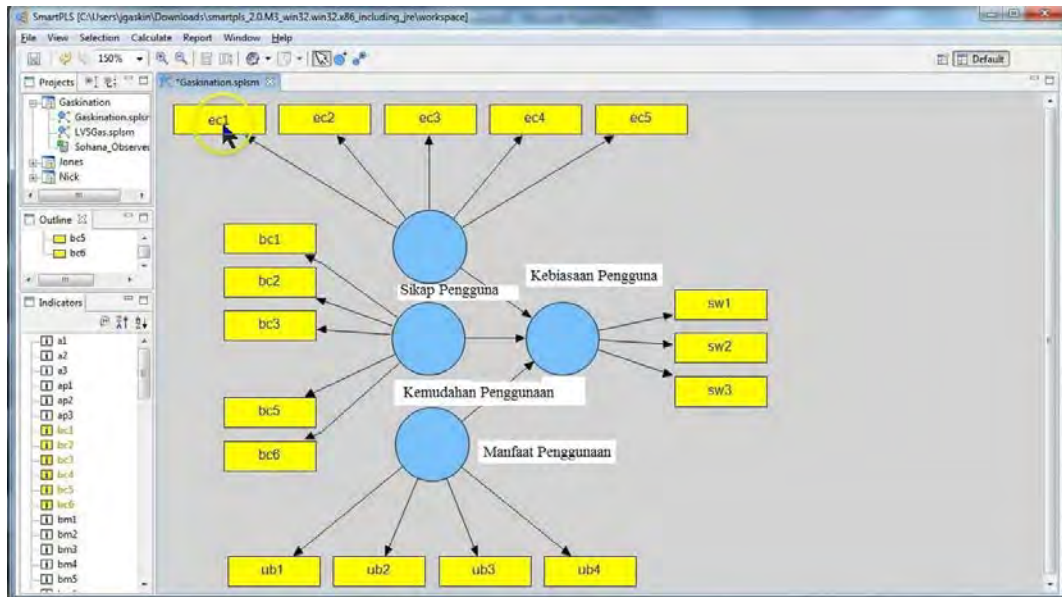 SmartPLS [C:\Users\jgaskin\Downloads\smartpls_2.0.M3_win32.win32.x86_including_jre\workspace]
File View Selection Calculate Report Window Help
150% Default
Projects *Gaskination.splsm
Gaskination
Gaskination.splsr
LVSGas.splsm
Sohana_Observe
Jones
Nick
Outline
bc5
bc6
Indicators
a1
a2
a3
ap1
ap2
ap3
bc1
bc2
bc3
bc4
bc5
bc6
bm1
bm2
bm3
bm4
bm5
ec1 ec2 ec3 ec4 ec5
bc1
bc2
bc3
bc5
bc6
Sikap Pengguna
Kebiasaan Pengguna
Kemudahan Penggunaan
Manfaat Penggunaan
sw1
sw2
sw3
ub1 ub2 ub3 ub4